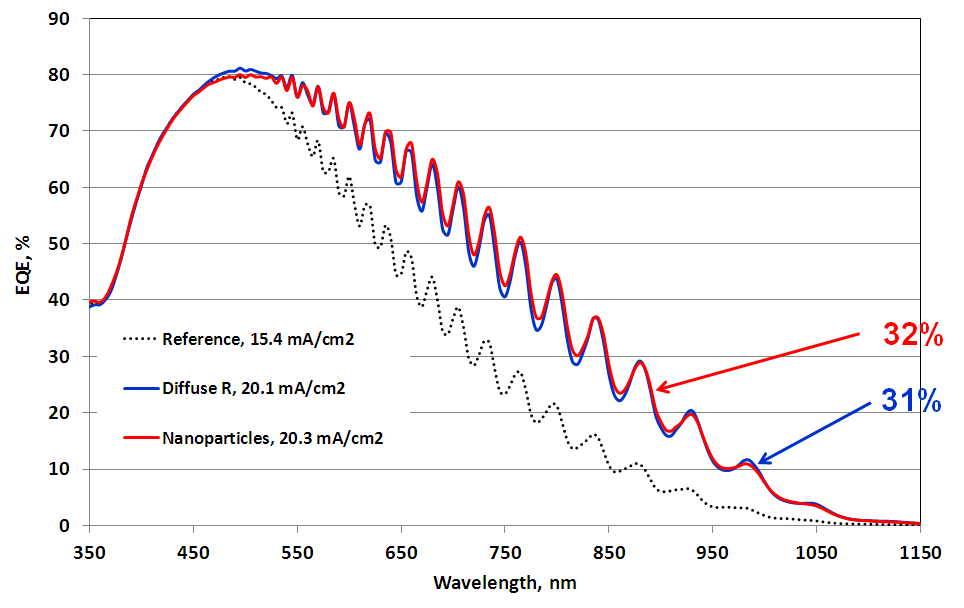 90
80
70
60
50
40
30
20
10
0
EQE, %
Reference, 15.4 mA/cm2
Diffuse R, 20.1 mA/cm2
Nanoparticles, 20.3 mA/cm2
32%
31%
350 450 550 650 750 850 950 1050 1150
Wavelength, nm